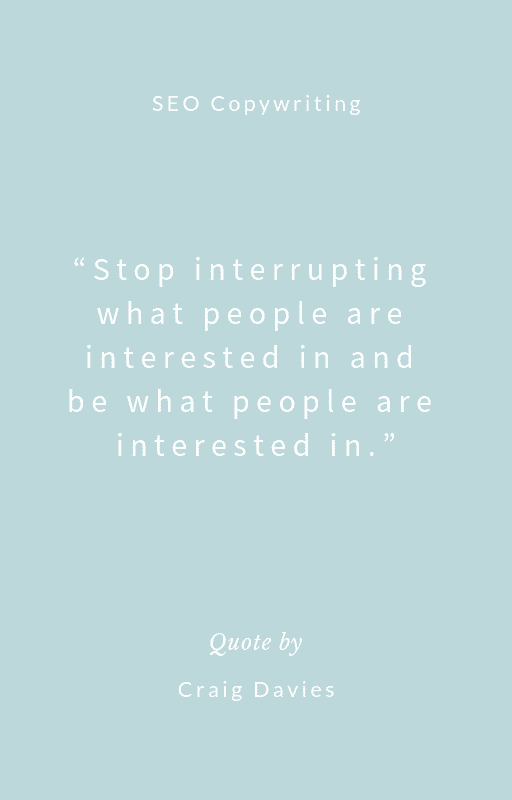 SEO Copywriting
“Stop interrupting
what people are
interested in and
be what people are
interested in.”
Quote by
Craig Davies